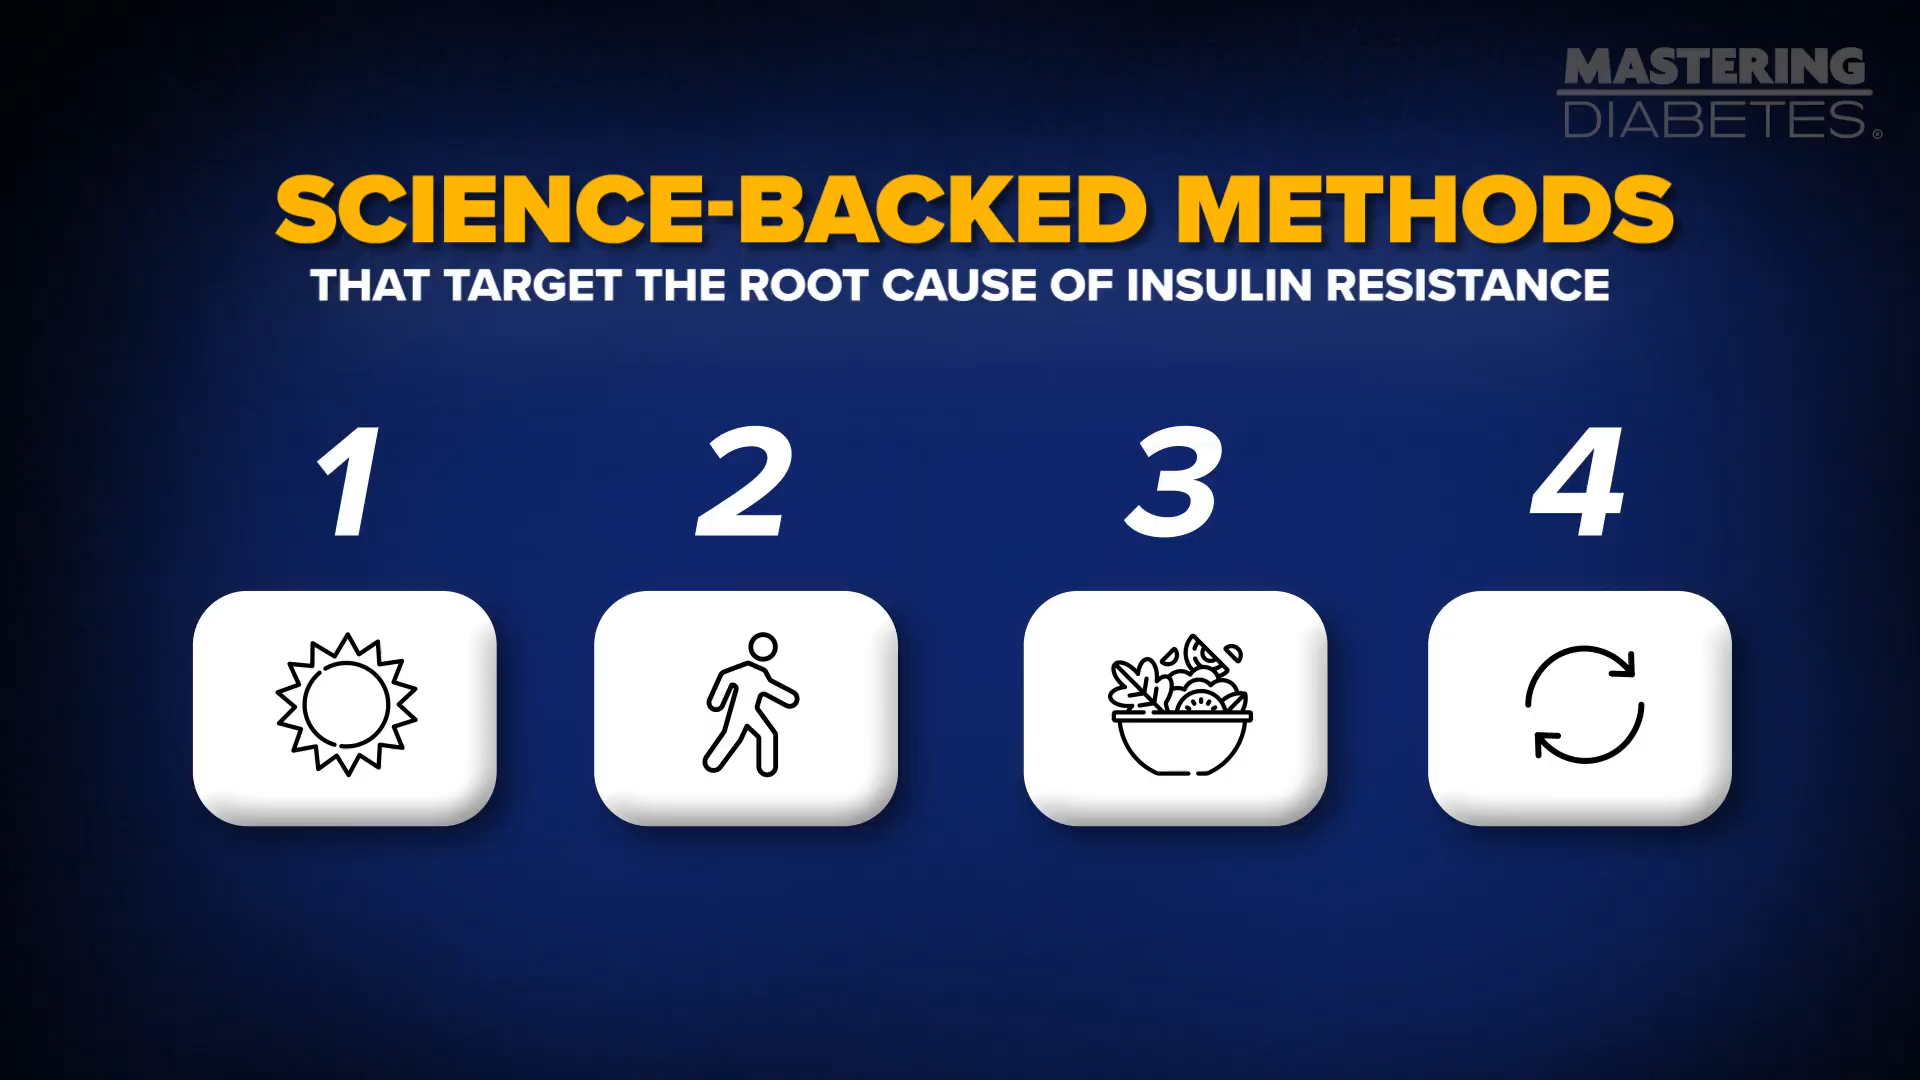 MASTERING
DIABETES®
SCIENCE-BACKED METHODS
THAT TARGET THE ROOT CAUSE OF INSULIN RESISTANCE
1 2 3 4